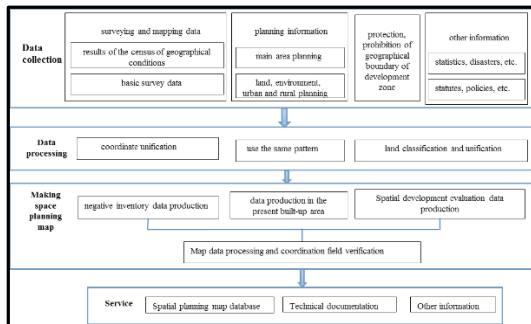 Data
collection
surveying and mapping data
results of the census of geographical
conditions
basic survey data
planning information
main area planning
land, environment,
urban and rural planning
protection,
prohibition of
geographical
boundary of
development
zone
other information
statistics, disasters, etc.
statutes, policies, etc.
Data
processing
coordinate unification
use the same pattern
land classification and unification
Making
space
planning
map
negative inventory data production
data production in the
present built-up area
Spatial development evaluation data
production
Map data processing and coordination field verification
Service
Spatial planning map database
Technical documentation
Other information